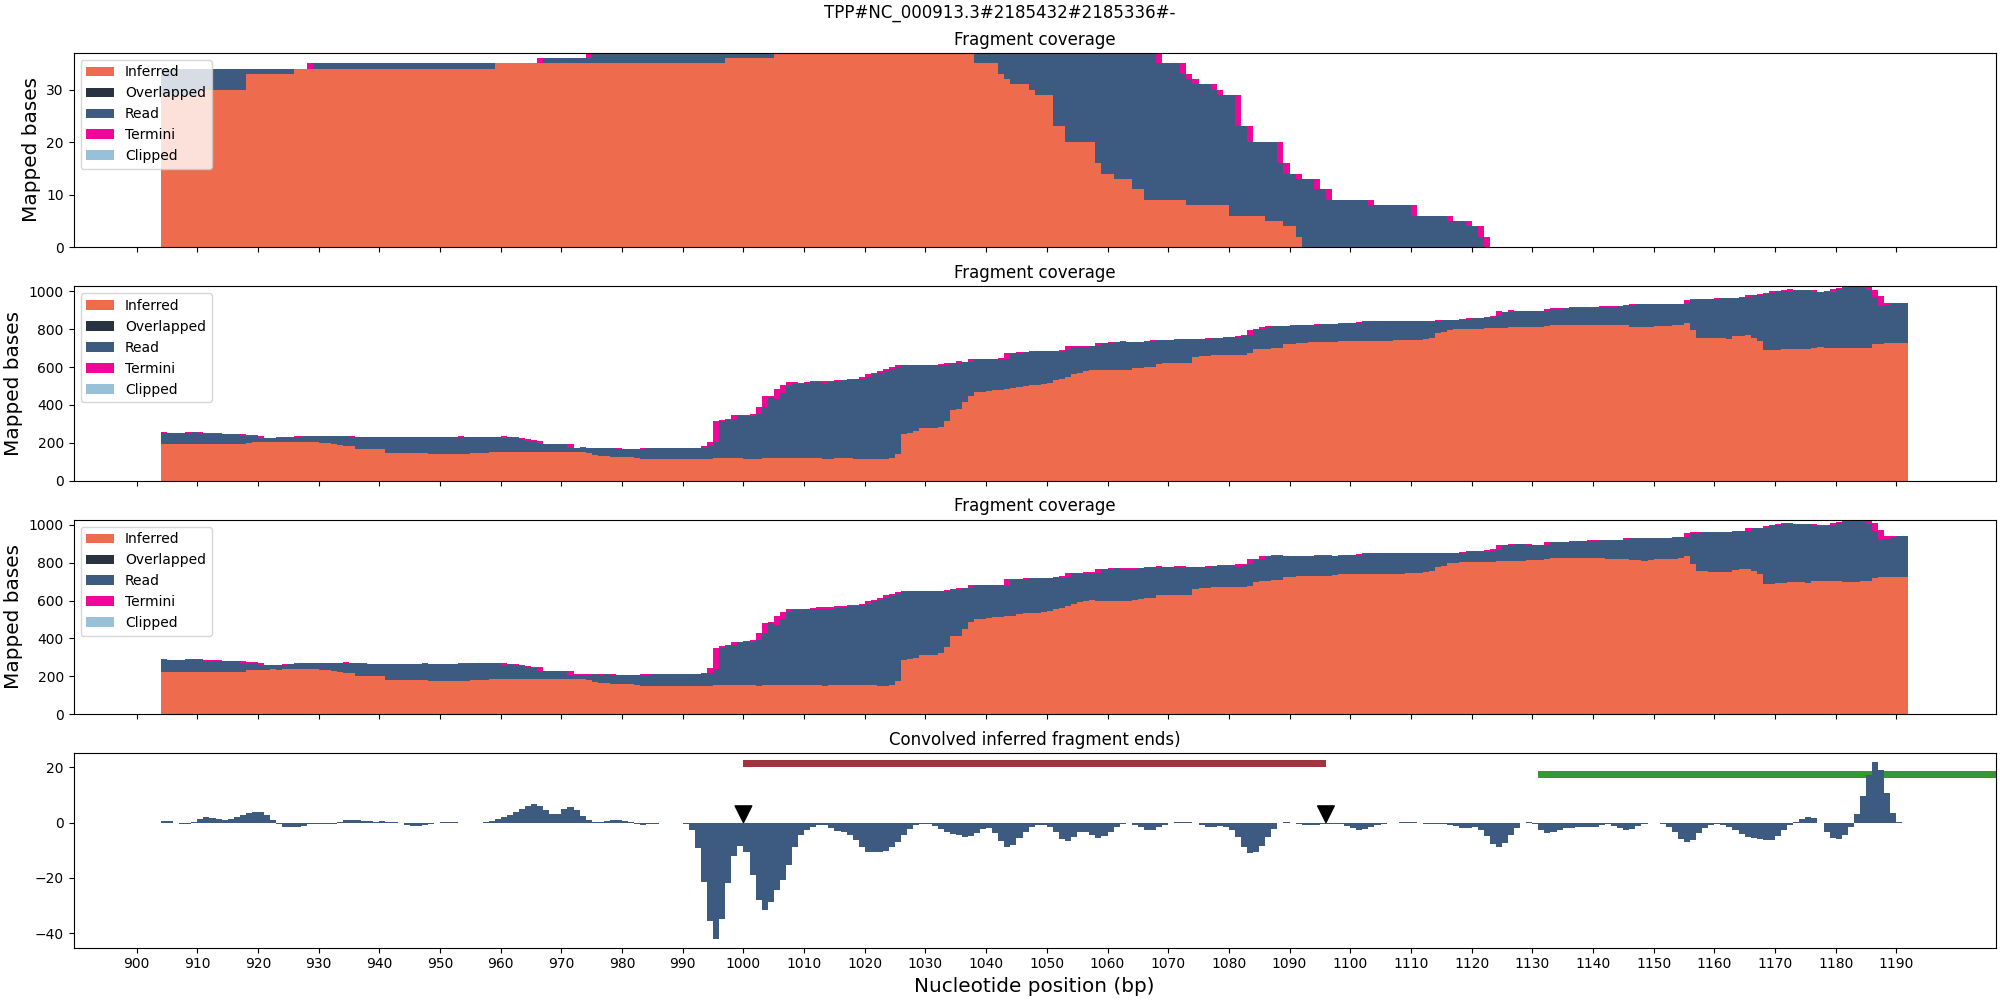 TPP#NC_000913.3#2185432#2185336#-
Fragment coverage
Mapped bases
30
20
10
0
Inferred
Overlapped
Read
Termini
Clipped
Fragment coverage
Mapped bases
1000
800
600
400
200
0
Inferred
Overlapped
Read
Termini
Clipped
Fragment coverage
Mapped bases
1000
800
600
400
200
0
Inferred
Overlapped
Read
Termini
Clipped
Convolved inferred fragment ends)
20
0
−20
−40
900 910 920 930 940 950 960 970 980 990 1000 1010 1020 1030 1040 1050 1060 1070 1080 1090 1100 1110 1120 1130 1140 1150 1160 1170 1180 1190
Nucleotide position (bp)